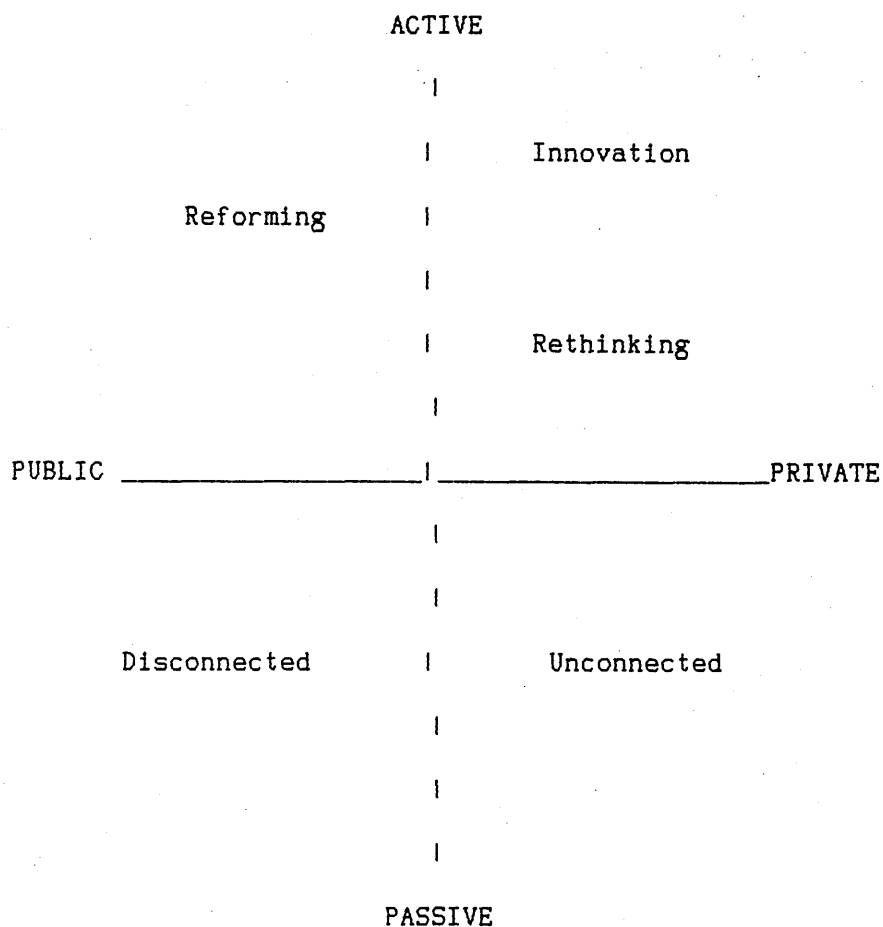 ACTIVE
Innovation
Reforming
Rethinking
PUBLIC PRIVATE
Disconnected Unconnected
PASSIVE